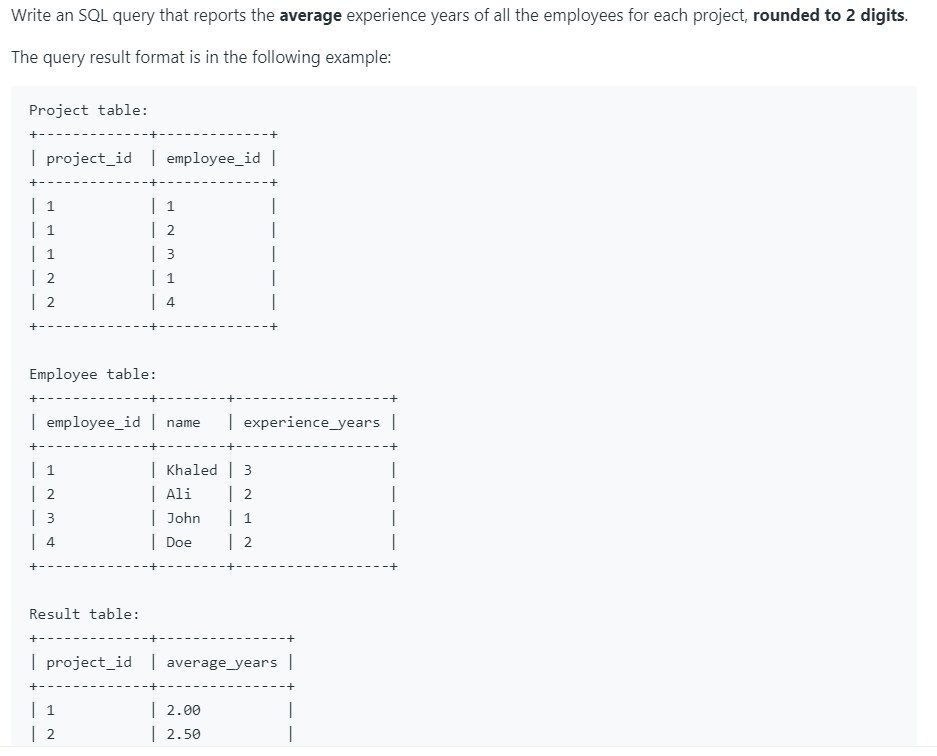 Write an SQL query that reports the average experience years of all the employees for each project, rounded to 2 digits.
The query result format is in the following example:
Project table:
+-------------+-------------+
| project_id  | employee_id |
+-------------+-------------+
| 1           | 1           |
| 1           | 2           |
| 1           | 3           |
| 2           | 1           |
| 2           | 4           |
+-------------+-------------+
Employee table:
+-------------+--------+------------------+
| employee_id | name   | experience_years |
+-------------+--------+------------------+
| 1           | Khaled | 3                |
| 2           | Ali    | 2                |
| 3           | John   | 1                |
| 4           | Doe    | 2                |
+-------------+--------+------------------+
Result table:
+-------------+---------------+
| project_id  | average_years |
+-------------+---------------+
| 1           | 2.00          |
| 2           | 2.50          |